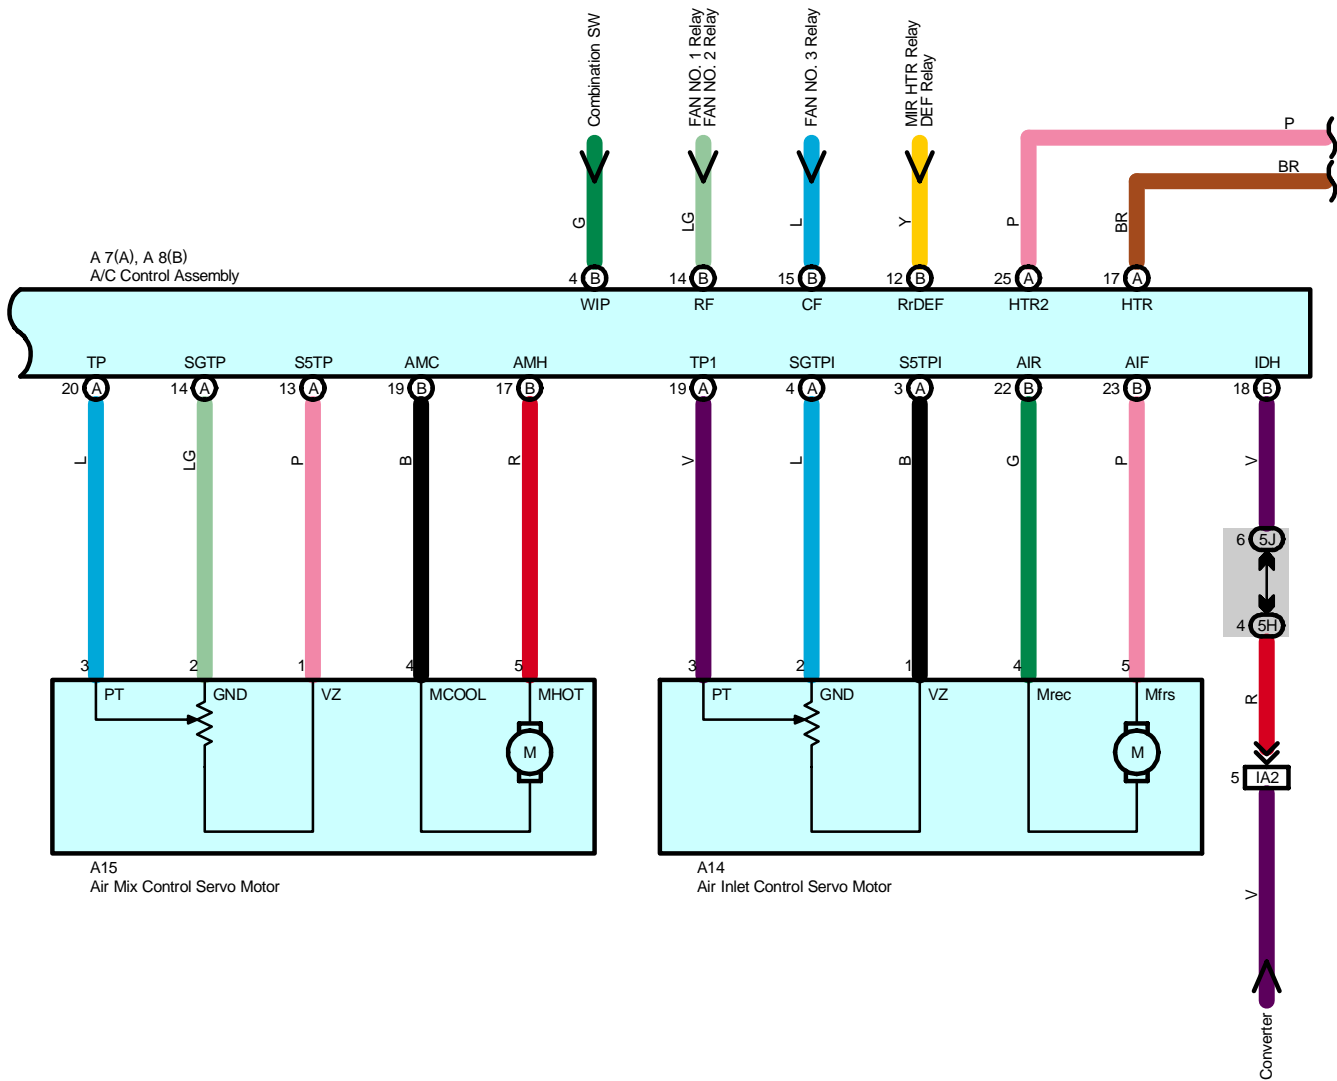 Combination SW
FAN NO. 1 Relay
FAN NO. 2 Relay
FAN NO. 3 Relay
MIR HTR Relay
DEF Relay
P
BR
G
LG
L
Y
P
BR
A 7(A), A 8(B)
A/C Control Assembly
4 B
14 B
15 B
12 B
25 A
17 A
WIP
RF
CF
RrDEF
HTR2
HTR
TP
SGTP
S5TP
AMC
AMH
TP1
SGTPI
S5TPI
AIR
AIF
IDH
20 A
14 A
13 A
19 B
17 B
19 A
4 A
3 A
22 B
23 B
18 B
L
LG
P
B
R
V
L
B
G
P
V
6 5J
4 5H
3
2
1
4
5
3
2
1
4
5
PT
GND
VZ
MCOOL
MHOT
PT
GND
VZ
Mrec
Mfrs
R
M
M
5 IA2
A15
Air Mix Control Servo Motor
A14
Air Inlet Control Servo Motor
V
Converter